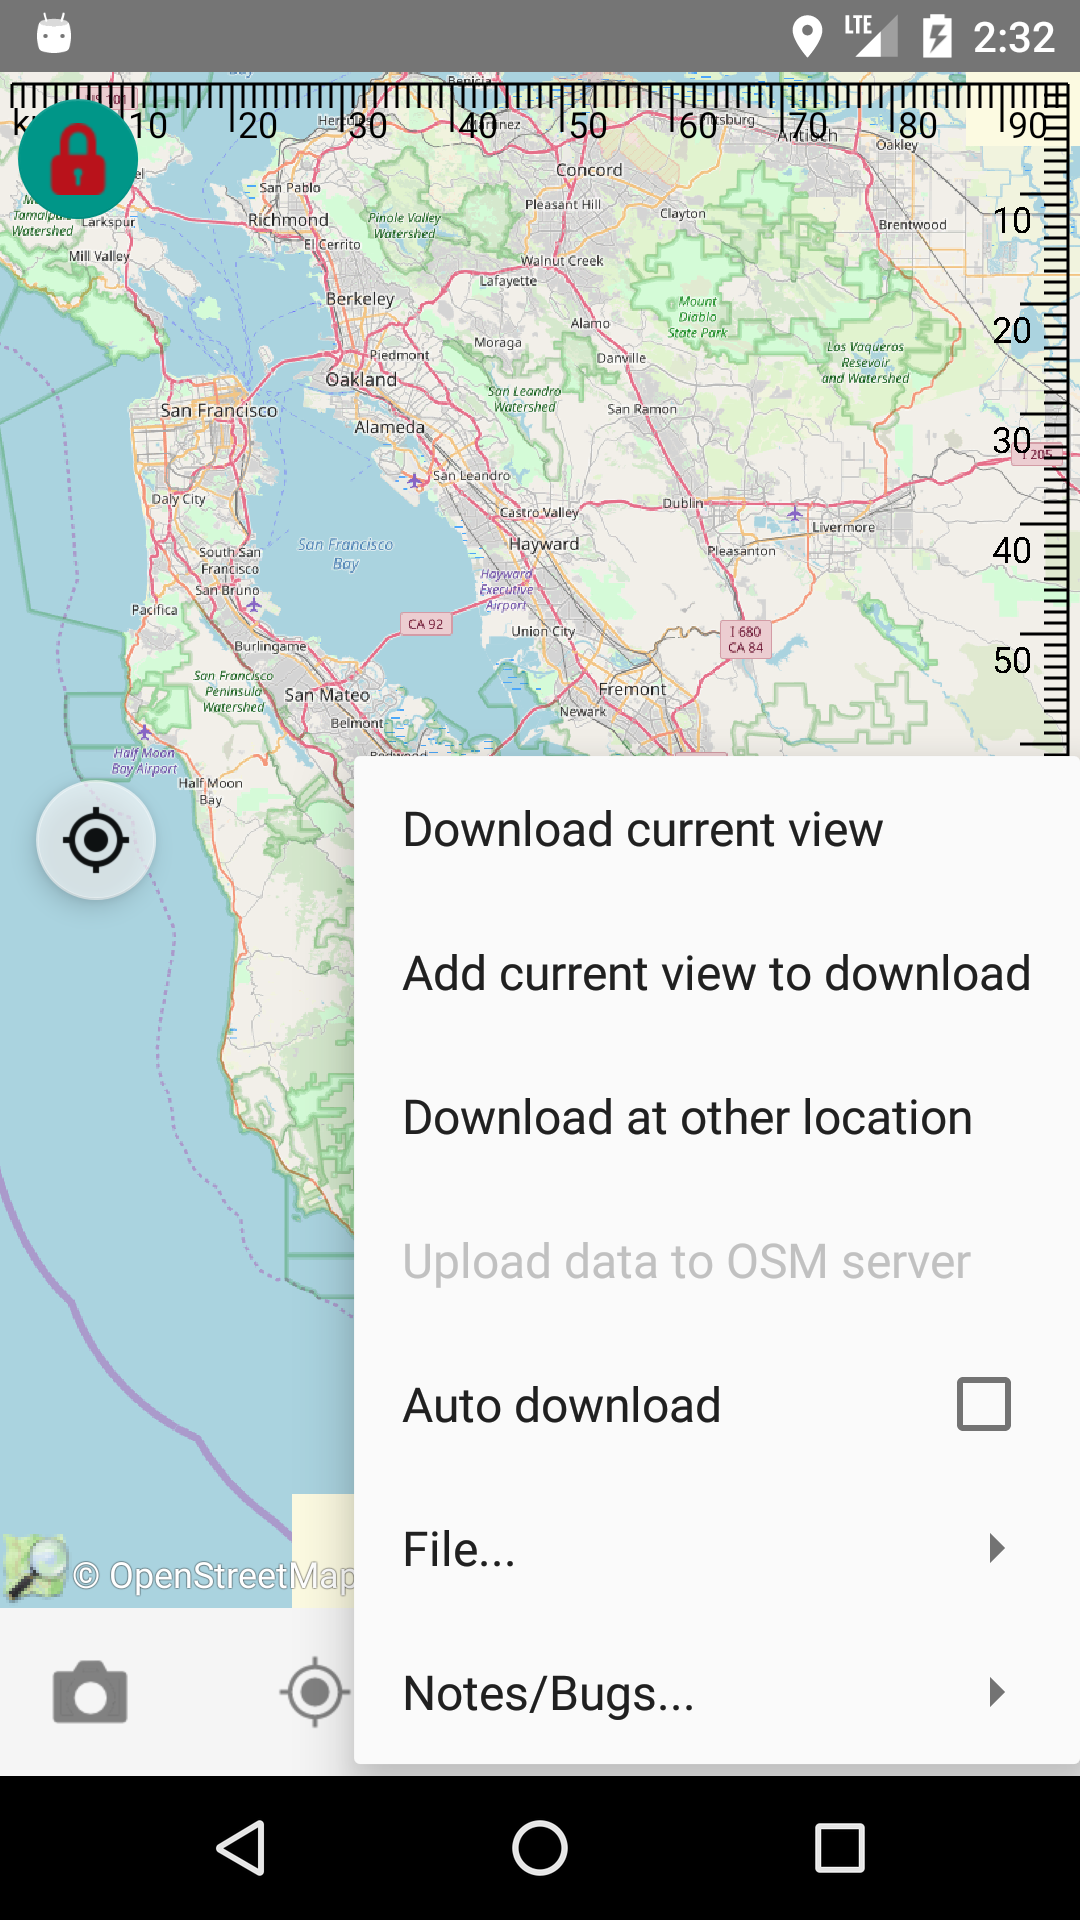 LTE 2:32
Benicia
US 101
10 20 30 40 50 60 70 80 90
Hercules
Martinez
Pittsburg
Antioch
Oakley
Concord
San Pablo
Richmond
Pinole Valley
Watershed
Pleasant Hill
Clayton
Brentwood
10
Tamalpais
Watershed
Larkspur
El Cerrito
Mill Valley
Walnut Creek
Lafayette
Berkeley
Mount
Diablo
State Park
20
Alamo
Moraga
Los Vaqueros
Resevoir
and Watershed
Piedmont
Danville
Oakland
San Leandro
Watershed
San Francisco
San Ramon
Alameda
30
I 205
San Leandro
Daly City
Dublin
Castro Valley
Livermore
San Francisco
Bay
Hayward
Pleasanton
40
South San
Francisco
San Bruno
Hayward
Executive
Airport
Pacifica
CA 92
Union City
I 680
CA 84
Burlingame
50
San Francisco
Peninsula
Watershed
San Mateo
Fremont
Newark
Belmont
Redwood
Half Moon
Bay Airport
Half Moon
Bay
Download current view
Add current view to download
Download at other location
Upload data to OSM server
Auto download
File...
© OpenStreetMap
Notes/Bugs...